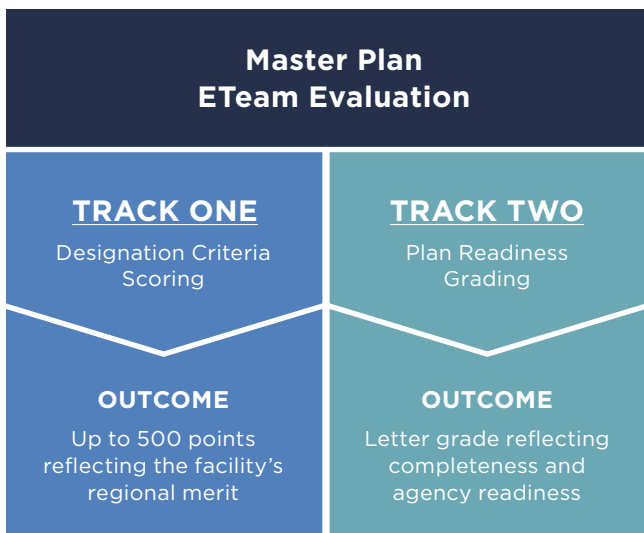 Master Plan
ETeam Evaluation
TRACK ONE
Designation Criteria
Scoring
OUTCOME
Up to 500 points
reflecting the facility's
regional merit
TRACK TWO
Plan Readiness
Grading
OUTCOME
Letter grade reflecting
completeness and
agency readiness